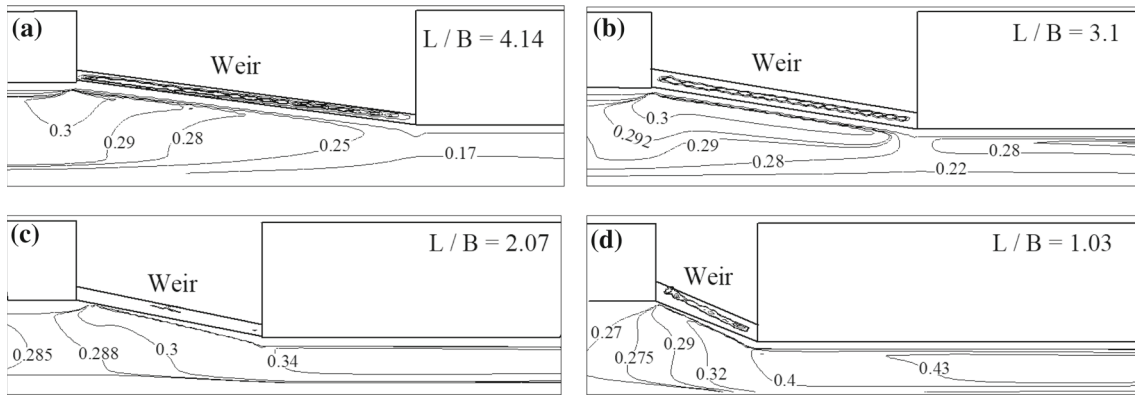 (a)
L / B = 4.14
Weir
0.3
0.29
0.28
0.25
0.17
(b)
L / B = 3.1
Weir
0.3
0.292
0.29
0.28
0.28
0.22
(c)
L / B = 2.07
Weir
0.285
0.288
0.3
0.34
(d)
L / B = 1.03
Weir
0.27
0.275
0.29
0.32
0.4
0.43